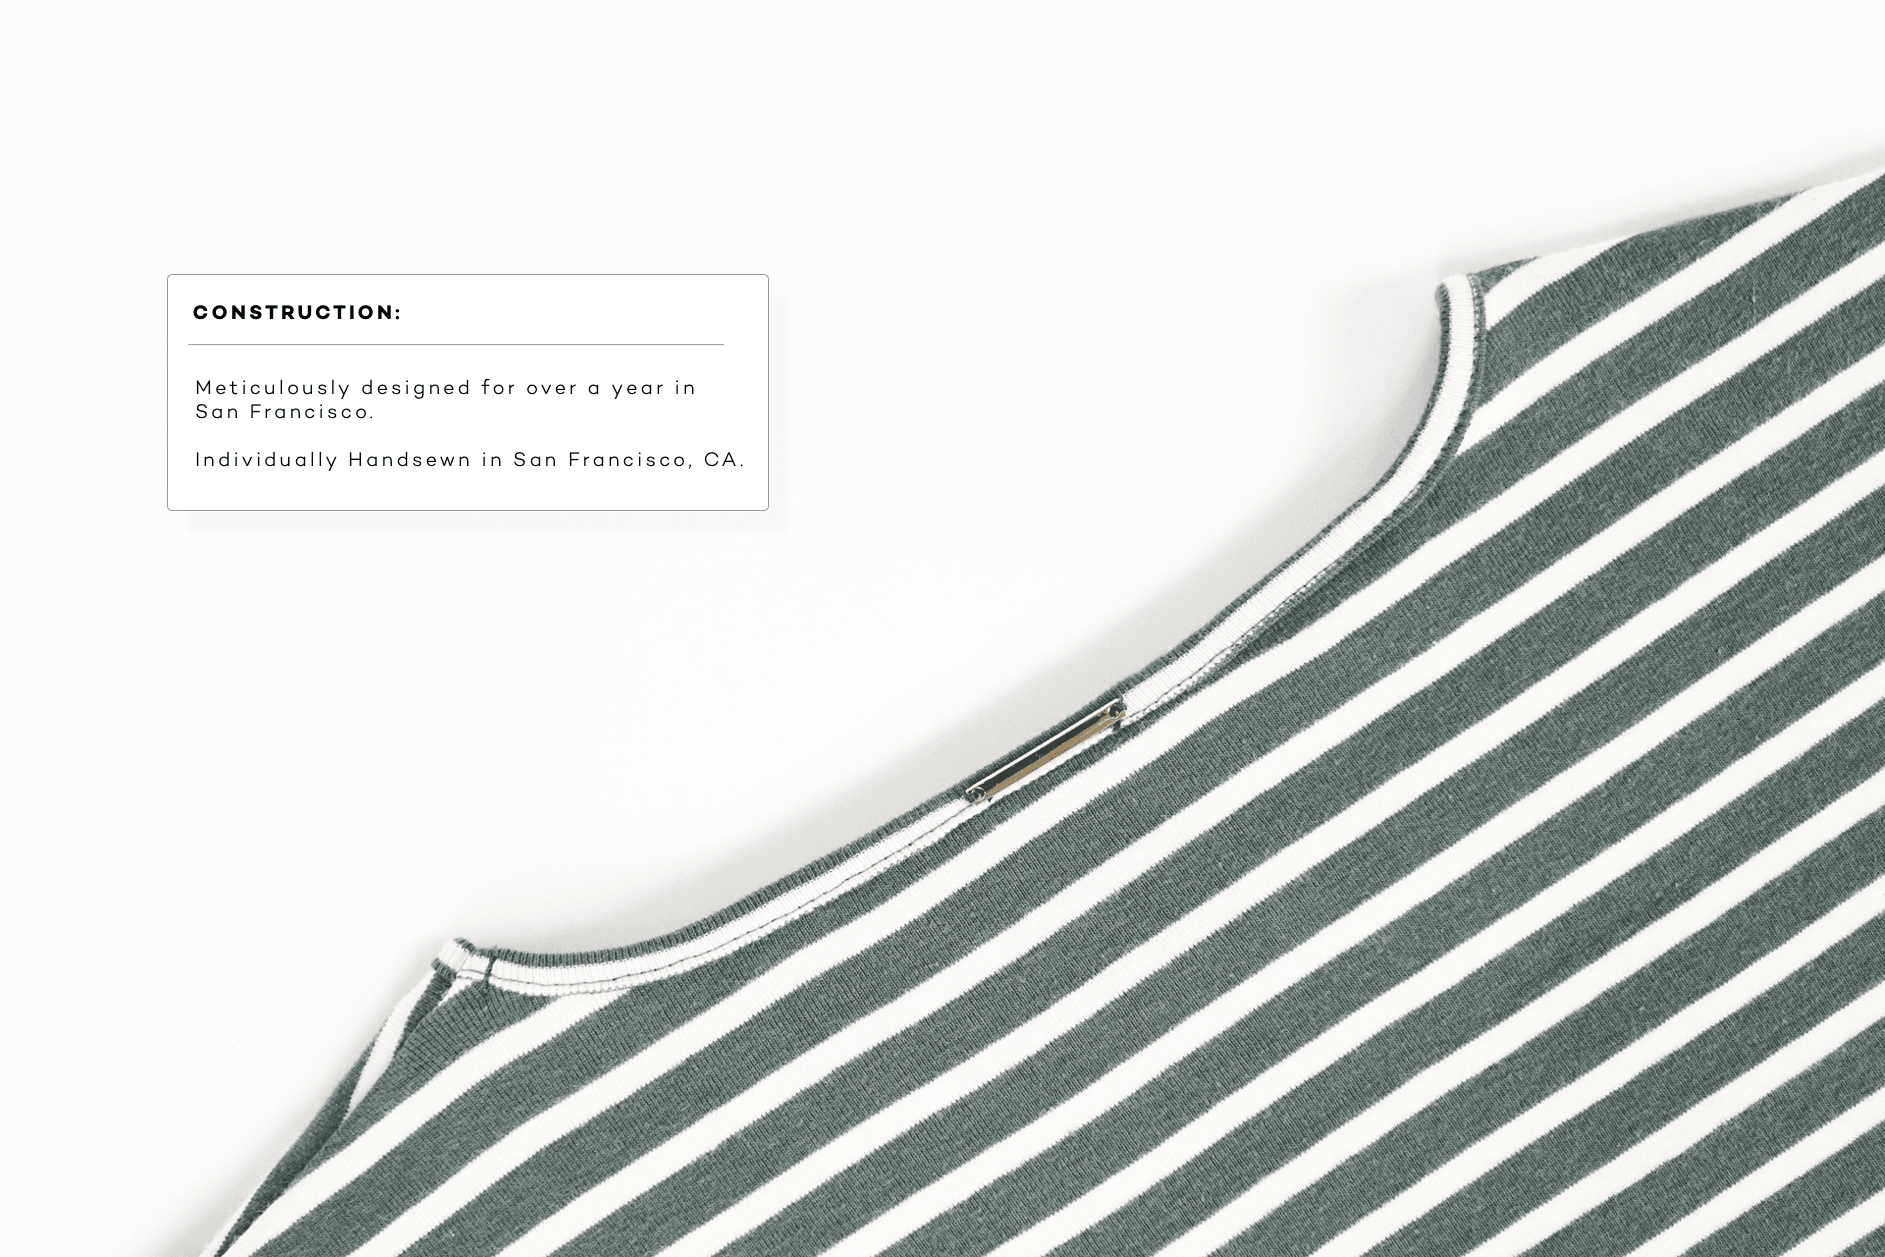 CONSTRUCTION:
Meticulously designed for over a year in
San Francisco.
Individually Handsewn in San Francisco, CA.